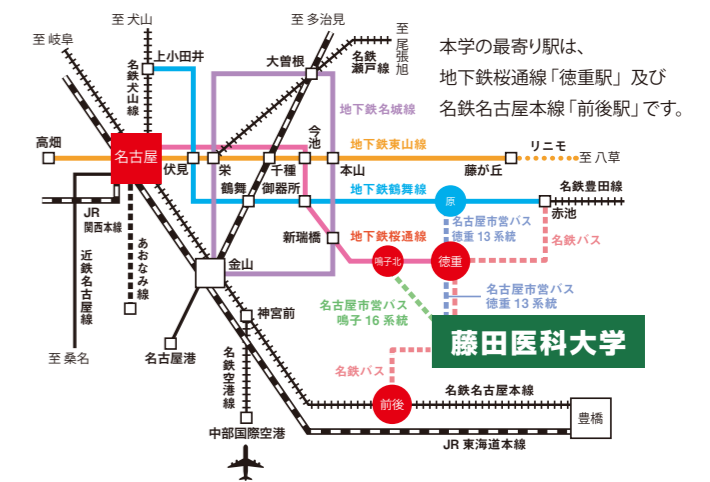 至 犬山
至 多治見
至 岐阜
至
尾張旭
名鉄犬山線
上小田井
大曽根
名鉄
瀬戸線
本学の最寄り駅は、
地下鉄桜通線「徳重駅」及び
名鉄名古屋本線「前後駅」です。
地下鉄名城線
高畑
名古屋
伏見
栄
千種
今池
本山
地下鉄東山線
藤が丘
リニモ
至 八草
鶴舞
御器所
地下鉄鶴舞線
原
赤池
名鉄豊田線
JR
関西本線
新瑞橋
地下鉄桜通線
名古屋市営バス
徳重 13 系統
名鉄バス
近鉄名古屋線
あおなみ線
金山
鳴子北
徳重
名古屋市営バス
鳴子 16 系統
名古屋市営バス
徳重 13 系統
神宮前
藤田医科大学
至 桑名
名古屋港
名鉄空港線
名鉄バス
名鉄名古屋本線
前後
豊橋
中部国際空港
JR 東海道本線